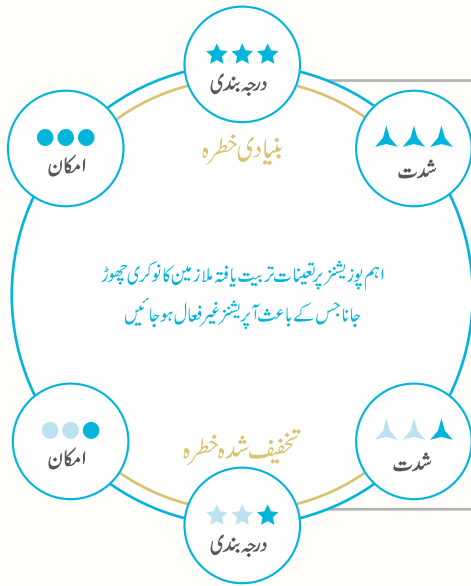 درجہ بندی
شدت
امکان
بنیادی خطرہ
اہم پوزیشنز پر تعینات تربیت یافتہ ملازمین کا نوکری چھوڑ
جانا جس کے باعث آپریشنز غیر فعال ہو جائیں
تخفیف شدہ خطرہ
شدت
امکان
درجہ بندی